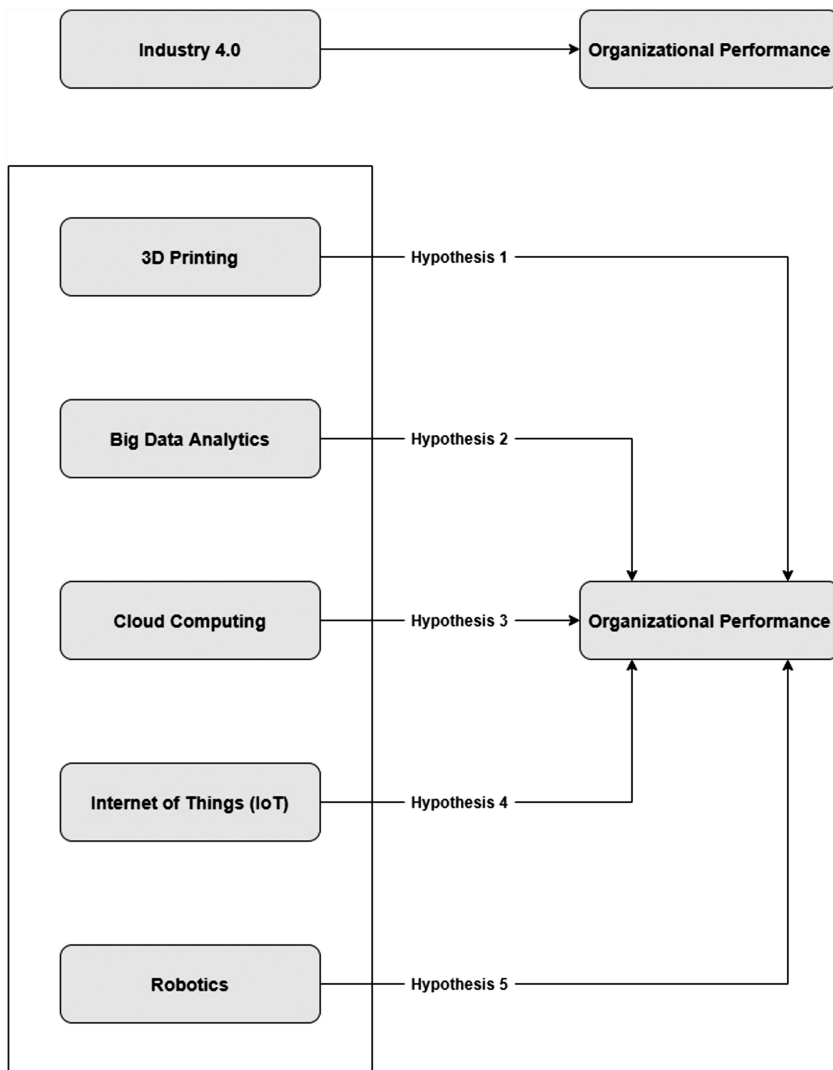 Industry 4.0
Organizational Performance
3D Printing
Hypothesis 1
Big Data Analytics
Hypothesis 2
Cloud Computing
Hypothesis 3
Organizational Performance
Internet of Things (IoT)
Hypothesis 4
Robotics
Hypothesis 5